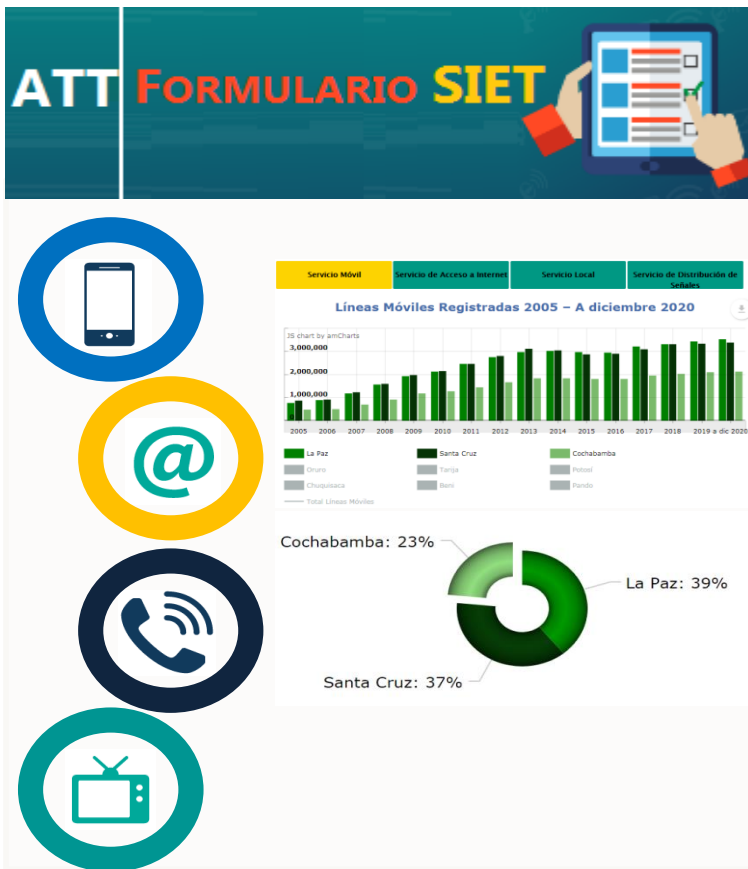 ATT FORMULARIO SIET
Servicio Móvil
Servicio de Acceso a Internet
Servicio Local
Servicio de Distribución de
Señales
Líneas Móviles Registradas 2005 – A diciembre 2020
JS chart by amCharts
3,000,000
2,000,000
1,000,000
0
2005 2006 2007 2008 2009 2010 2011 2012 2013 2014 2015 2016 2017 2018 2019 a dic 2020
La Paz Santa Cruz Cochabamba
Oruro Tarija Potosí
Chuquisaca Beni Pando
Total Líneas Móviles
Cochabamba: 23%
La Paz: 39%
Santa Cruz: 37%